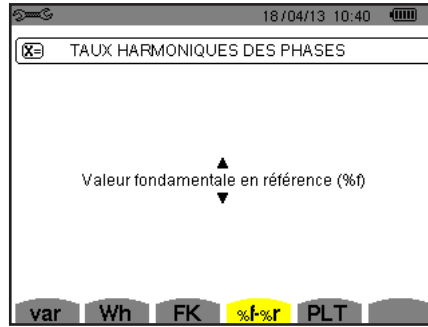 18/04/13 10:40
X= TAUX HARMONIQUES DES PHASES
Valeur fondamentale en référence (%f)
var Wh FK %f-%r PLT